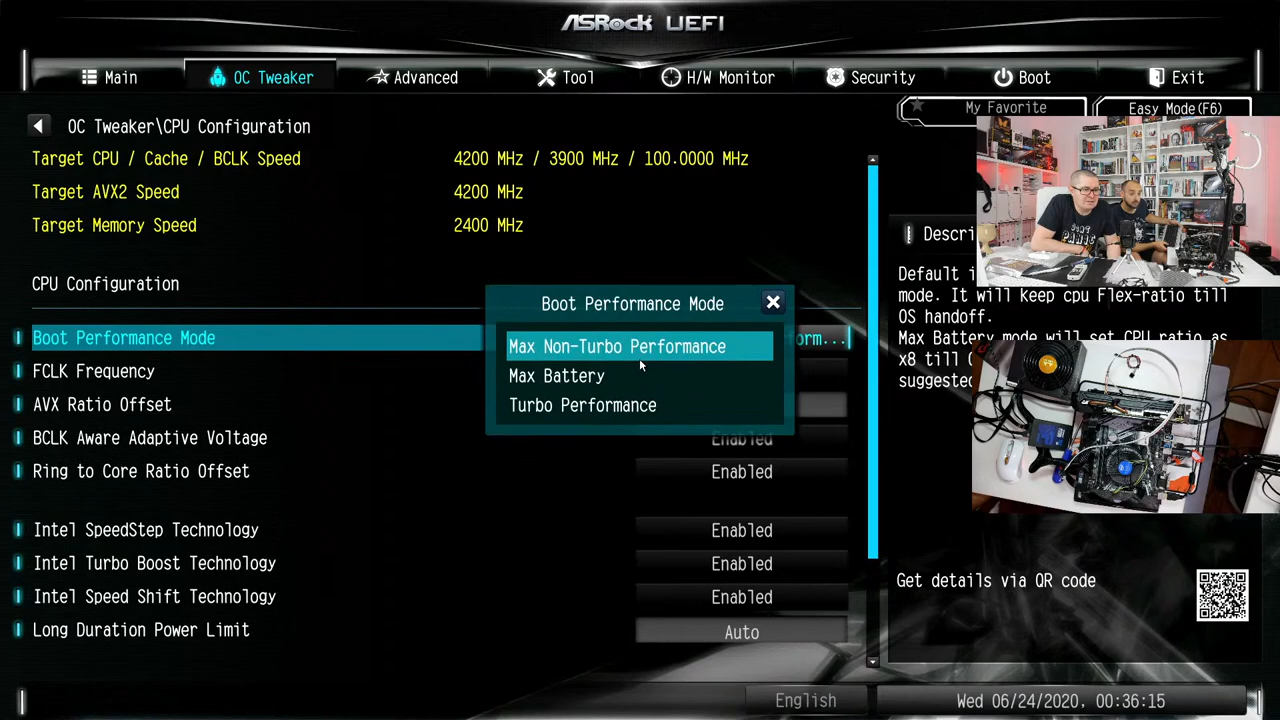 ASRock UEFI
Main
OC Tweaker
Advanced
Tool
H/W Monitor
Security
Boot
Exit
My Favorite
Easy Mode(F6)
OC Tweaker\CPU Configuration
Target CPU / Cache / BCLK Speed 4200 MHz / 3900 MHz / 100.0000 MHz
Target AVX2 Speed 4200 MHz
Target Memory Speed 2400 MHz
CPU Configuration
Boot Performance Mode
FCLK Frequency
AVX Ratio Offset
BCLK Aware Adaptive Voltage Enabled
Ring to Core Ratio Offset Enabled
Intel SpeedStep Technology Enabled
Intel Turbo Boost Technology Enabled
Intel Speed Shift Technology Enabled
Long Duration Power Limit Auto
Boot Performance Mode
Max Non-Turbo Performance
Max Battery
Turbo Performance
Default
mode. It will keep cpu Flex-ratio till
OS handoff.
Max Battery mode will set CPU ratio as
x8 till
suggested
Get details via QR code
English
Wed 06/24/2020, 00:36:15